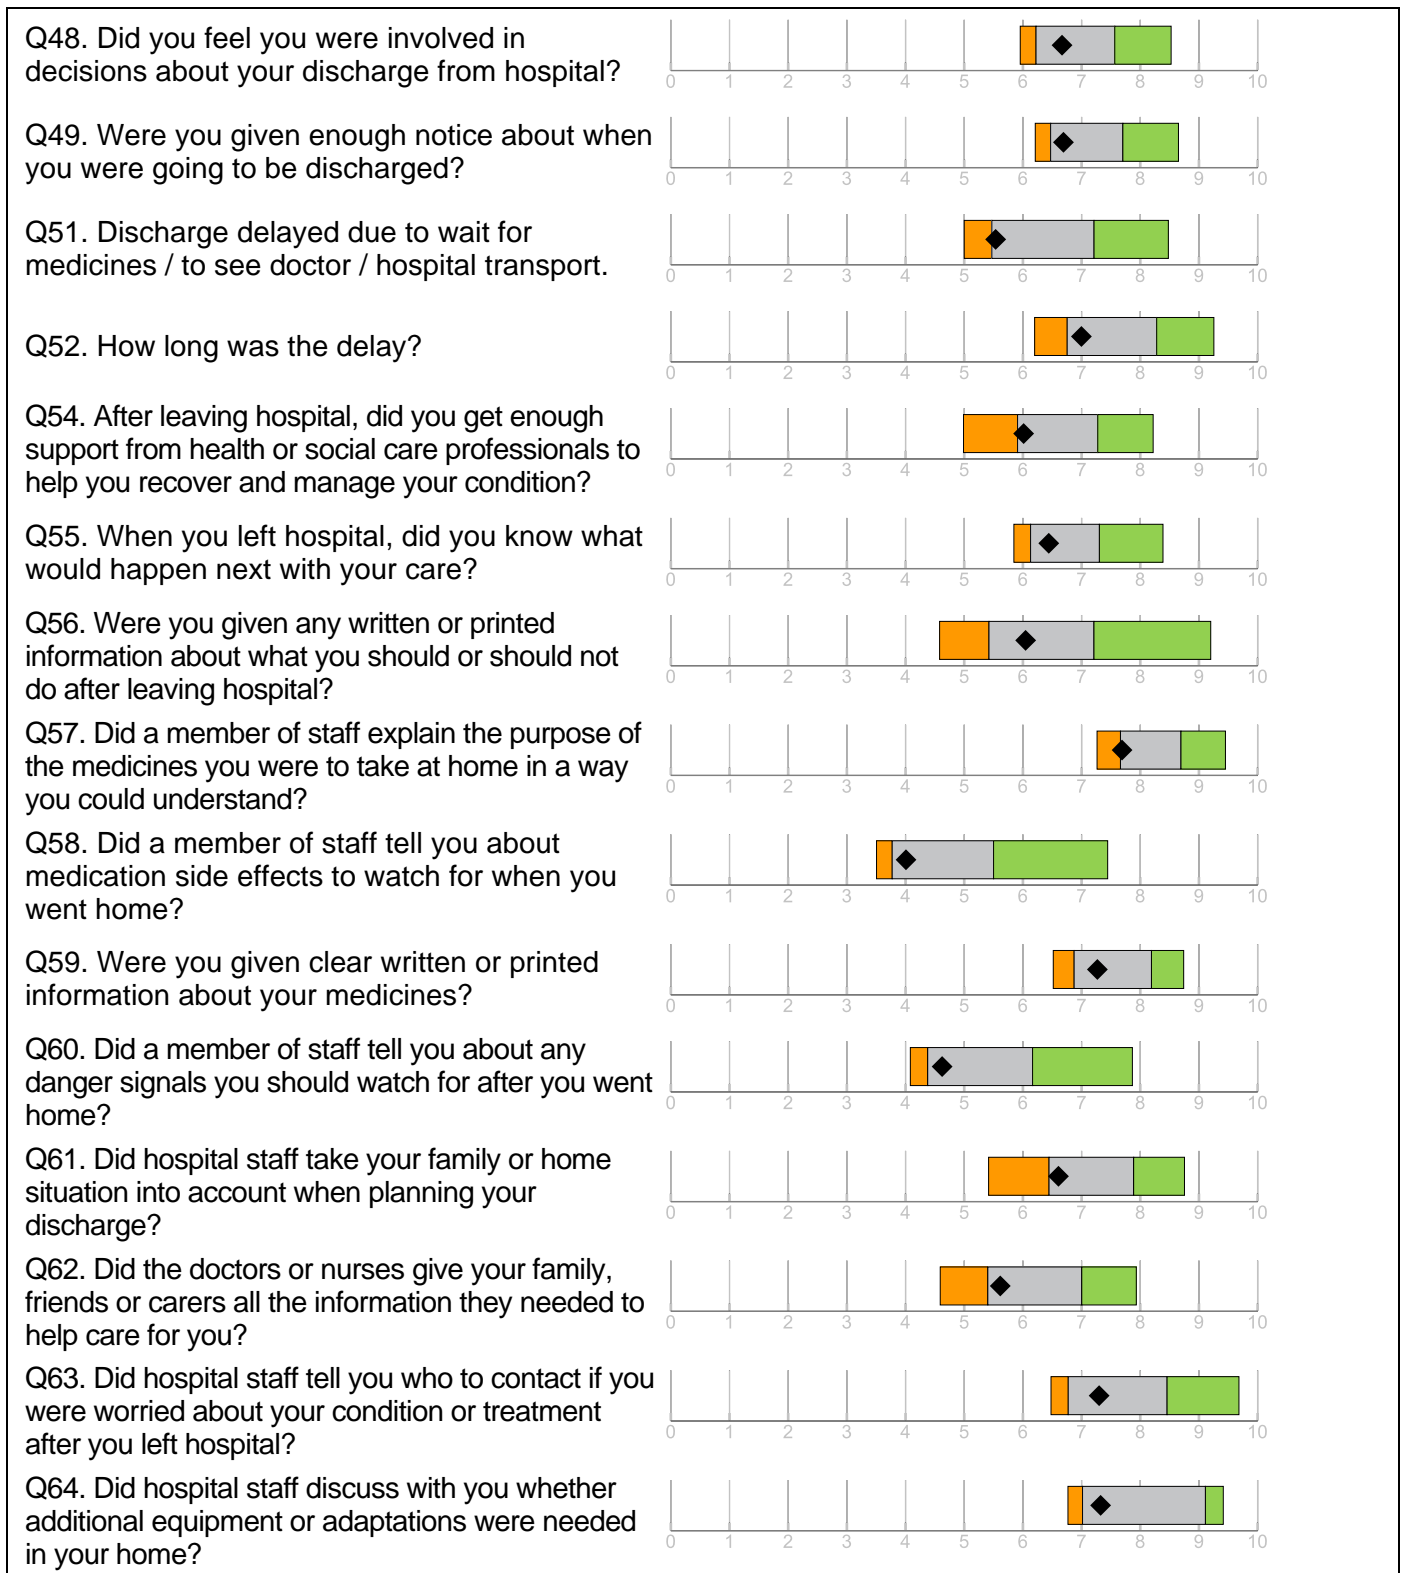 Q48. Did you feel you were involved in
decisions about your discharge from hospital?
0 1 2 3 4 5 6 7 8 9 10
Q49. Were you given enough notice about when
you were going to be discharged?
0 1 2 3 4 5 6 7 8 9 10
Q51. Discharge delayed due to wait for
medicines / to see doctor / hospital transport.
0 1 2 3 4 5 6 7 8 9 10
Q52. How long was the delay?
0 1 2 3 4 5 6 7 8 9 10
Q54. After leaving hospital, did you get enough
support from health or social care professionals to
help you recover and manage your condition?
0 1 2 3 4 5 6 7 8 9 10
Q55. When you left hospital, did you know what
would happen next with your care?
0 1 2 3 4 5 6 7 8 9 10
Q56. Were you given any written or printed
information about what you should or should not
do after leaving hospital?
0 1 2 3 4 5 6 7 8 9 10
Q57. Did a member of staff explain the purpose of
the medicines you were to take at home in a way
you could understand?
0 1 2 3 4 5 6 7 8 9 10
Q58. Did a member of staff tell you about
medication side effects to watch for when you
went home?
0 1 2 3 4 5 6 7 8 9 10
Q59. Were you given clear written or printed
information about your medicines?
0 1 2 3 4 5 6 7 8 9 10
Q60. Did a member of staff tell you about any
danger signals you should watch for after you went
home?
0 1 2 3 4 5 6 7 8 9 10
Q61. Did hospital staff take your family or home
situation into account when planning your
discharge?
0 1 2 3 4 5 6 7 8 9 10
Q62. Did the doctors or nurses give your family,
friends or carers all the information they needed to
help care for you?
0 1 2 3 4 5 6 7 8 9 10
Q63. Did hospital staff tell you who to contact if you
were worried about your condition or treatment
after you left hospital?
0 1 2 3 4 5 6 7 8 9 10
Q64. Did hospital staff discuss with you whether
additional equipment or adaptations were needed
in your home?
0 1 2 3 4 5 6 7 8 9 10